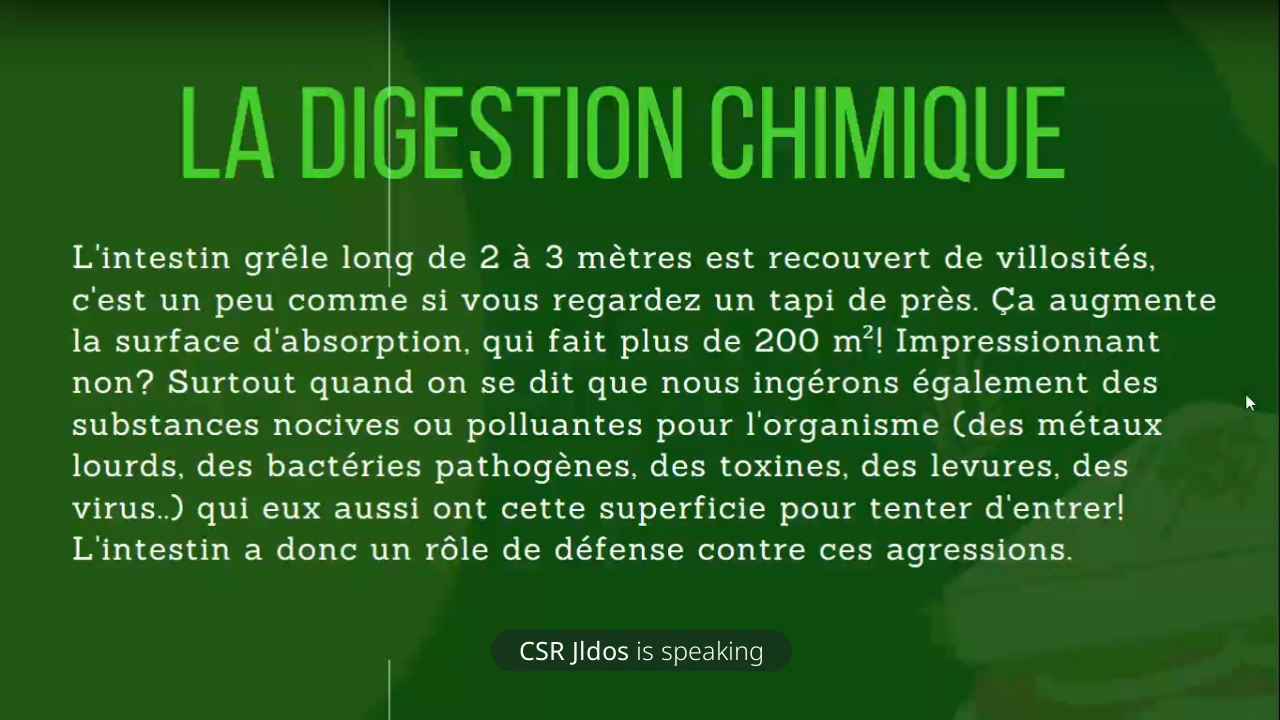 LA DIGESTION CHIMIQUE
L'intestin grêle long de 2 à 3 mètres est recouvert de villosités,
c'est un peu comme si vous regardez un tapi de près. Ça augmente
la surface d'absorption, qui fait plus de 200 m²! Impressionnant
non? Surtout quand on se dit que nous ingérons également des
substances nocives ou polluantes pour l'organisme (des métaux
lourds, des bactéries pathogènes, des toxines, des levures, des
virus..) qui eux aussi ont cette superficie pour tenter d'entrer!
L'intestin a donc un rôle de défense contre ces agressions.
CSR Jldos is speaking